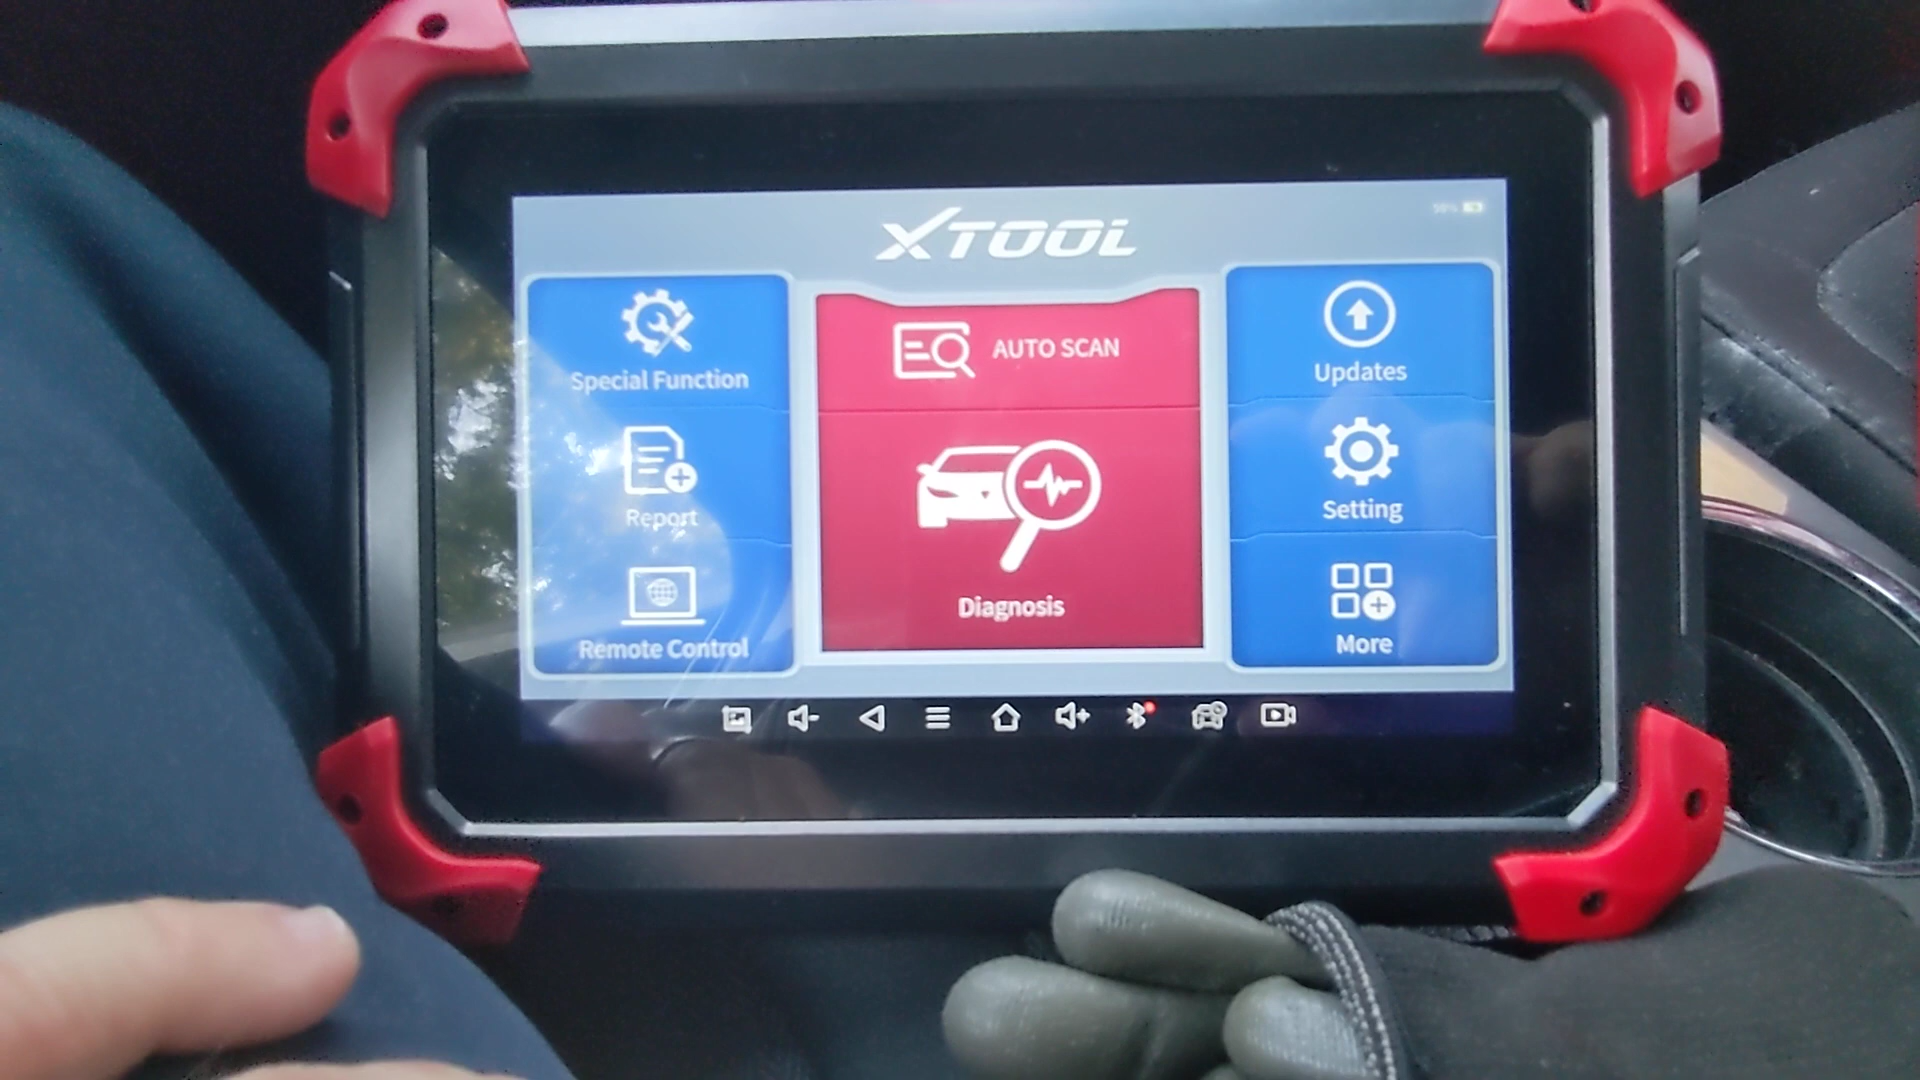 XTOOL
Special Function
Report
Remote Control
AUTO SCAN
Diagnosis
Updates
Setting
More